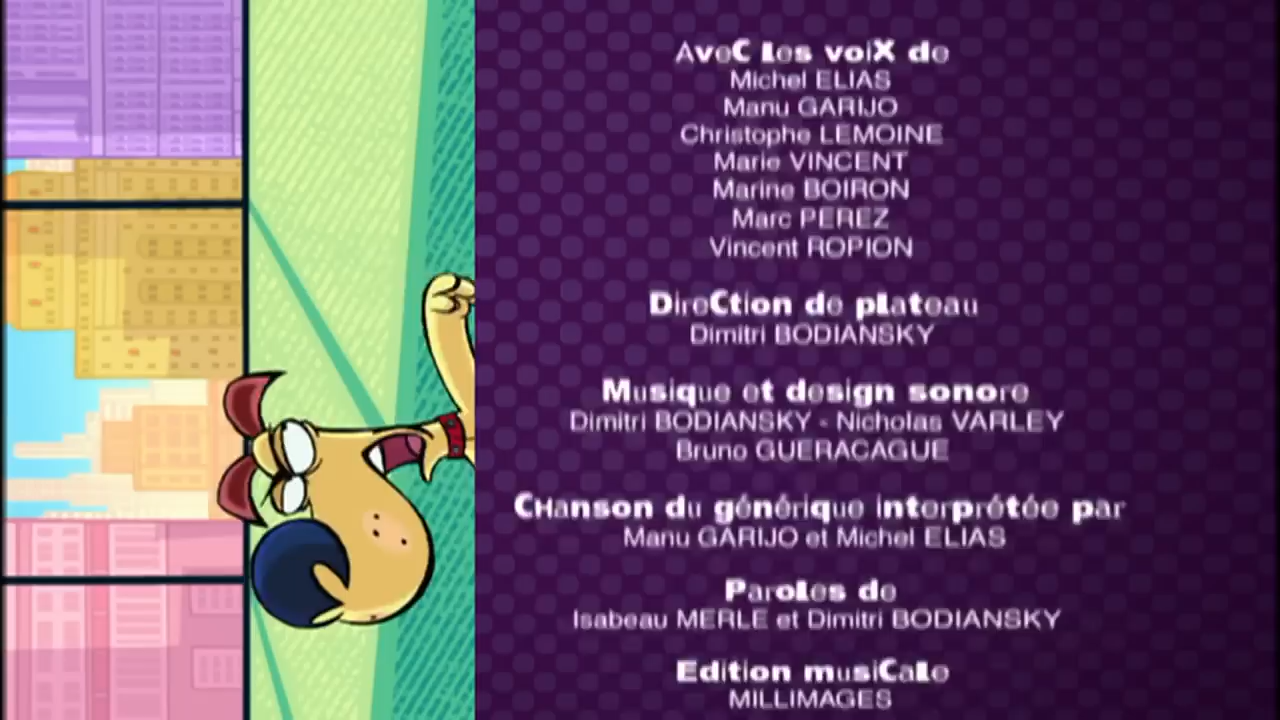 AveC Les voiX de
Michel ELIAS
Manu GARIJO
Christophe LEMOINE
Marie VINCENT
Marine BOIRON
Marc PEREZ
Vincent ROPION
DireCtion de pLateau
Dimitri BODIANSKY
Musique et design sonore
Dimitri BODIANSKY - Nicholas VARLEY
Bruno GUERACAGUE
CHanson du générique interprétée par
Manu GARIJO et Michel ELIAS
ParoLes de
Isabeau MERLE et Dimitri BODIANSKY
Edition musiCaLe
MILLIMAGES